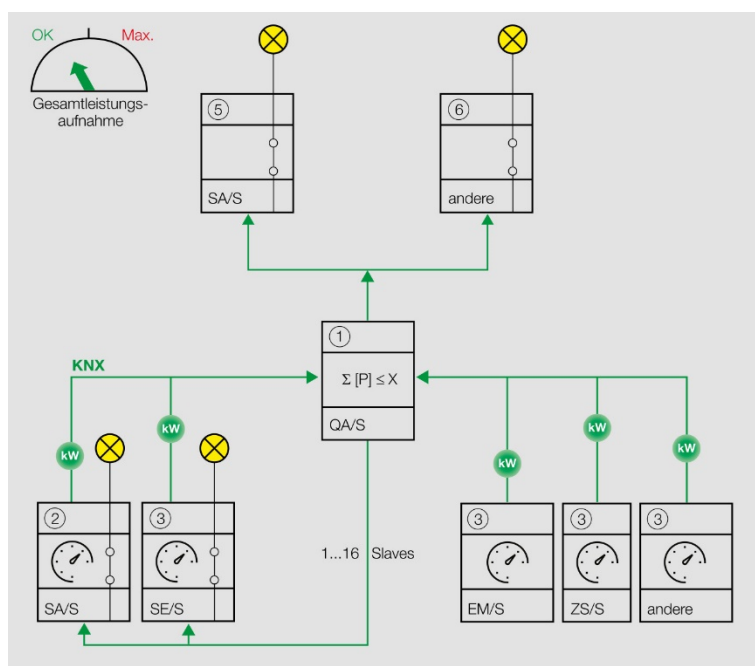 OK Max.
Gesamtleistungs-
aufnahme
5
SA/S
6
andere
1
Σ [P] ≤ X
QA/S
KNX
kW
kW
kW
kW
kW
2
SA/S
3
SE/S
1...16 Slaves
3
EM/S
3
ZS/S
3
andere